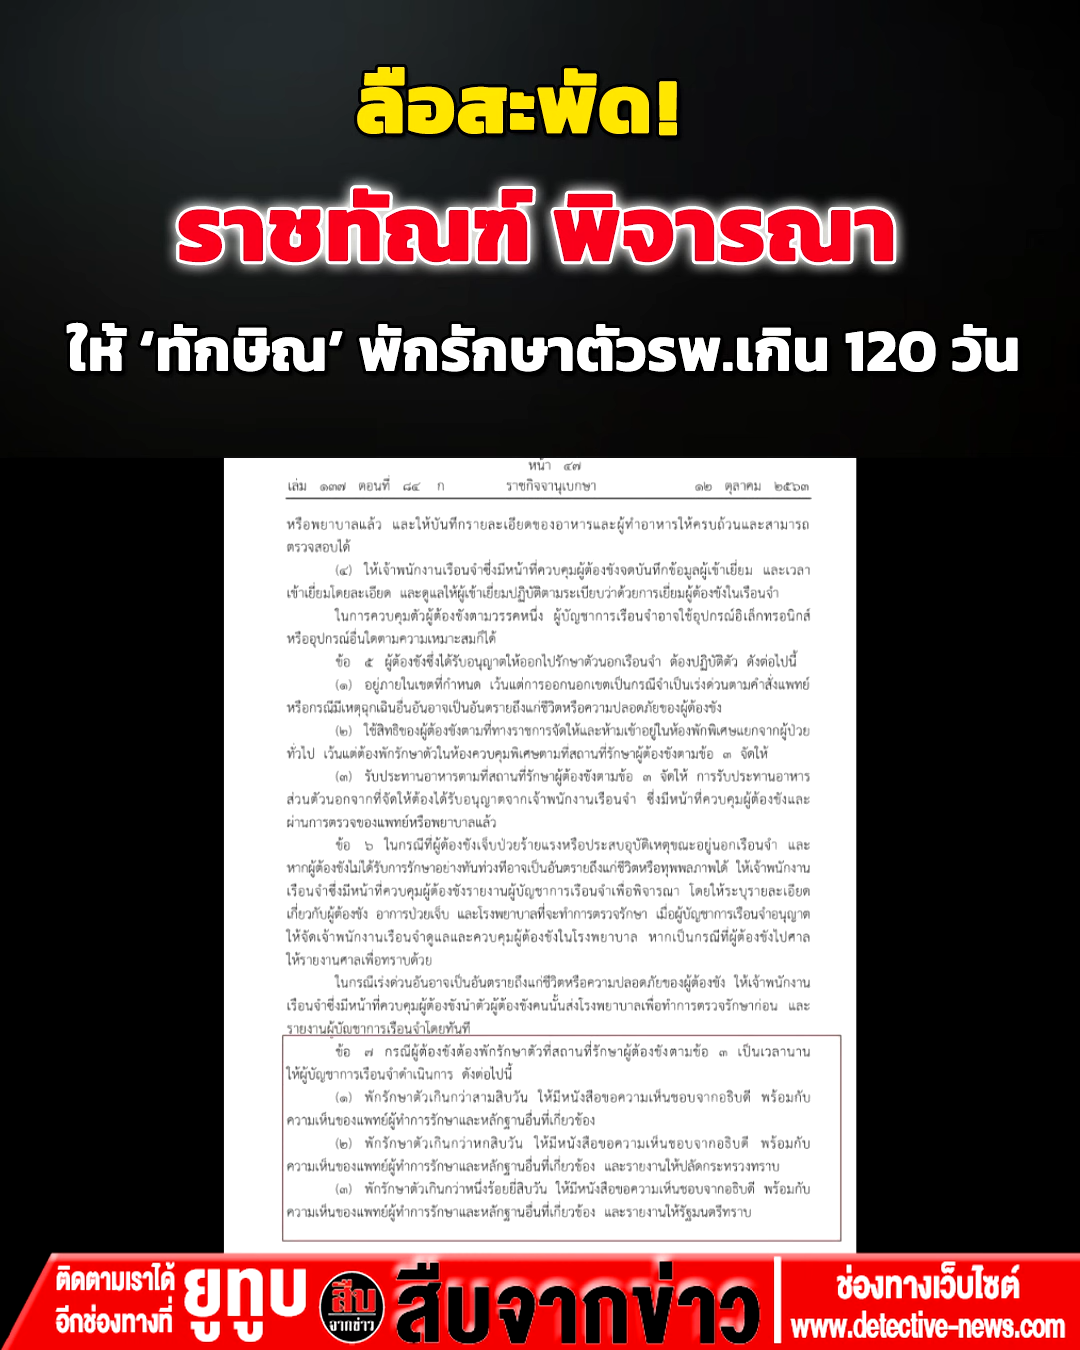 ลือสะพัด!
ราชทัณฑ์ พิจารณา
ให้ ‘ทักษิณ’ พักรักษาตัวรพ.เกิน 120 วัน
หน้า ๔๗
เล่ม ๑๓๗ ตอนที่ ๘๔ ก ราชกิจจานุเบกษา ๑๒ ตุลาคม ๒๕๖๓
หรือพยาบาลแล้ว และให้บันทึกรายละเอียดของอาหารและผู้ทำอาหารให้ครบถ้วนและสามารถ
ตรวจสอบได้
(๔) ให้เจ้าพนักงานเรือนจำซึ่งมีหน้าที่ควบคุมผู้ต้องขังจดบันทึกข้อมูลผู้เข้าเยี่ยม และเวลา
เข้าเยี่ยมโดยละเอียด และดูแลให้ผู้เข้าเยี่ยมปฏิบัติตามระเบียบว่าด้วยการเยี่ยมผู้ต้องขังในเรือนจำ
ในการควบคุมตัวผู้ต้องขังตามวรรคหนึ่ง ผู้บัญชาการเรือนจำอาจใช้อุปกรณ์อิเล็กทรอนิกส์
หรืออุปกรณ์อื่นใดตามความเหมาะสมก็ได้
ข้อ ๕ ผู้ต้องขังซึ่งได้รับอนุญาตให้ออกไปรักษาตัวนอกเรือนจำ ต้องปฏิบัติตัว ดังต่อไปนี้
(๑) อยู่ภายในเขตที่กำหนด เว้นแต่การออกนอกเขตเป็นกรณีจำเป็นเร่งด่วนตามคำสั่งแพทย์
หรือกรณีมีเหตุฉุกเฉินอื่นอันอาจเป็นอันตรายถึงแก่ชีวิตหรือความปลอดภัยของผู้ต้องขัง
(๒) ใช้สิทธิของผู้ต้องขังตามที่ทางราชการจัดให้และห้ามเข้าอยู่ในห้องพักพิเศษแยกจากผู้ป่วย
ทั่วไป เว้นแต่ต้องพักรักษาตัวในห้องควบคุมพิเศษตามที่สถานที่รักษาผู้ต้องขังตามข้อ ๓ จัดให้
(๓) รับประทานอาหารตามที่สถานที่รักษาผู้ต้องขังตามข้อ ๓ จัดให้ การรับประทานอาหาร
ส่วนตัวนอกจากที่จัดให้ต้องได้รับอนุญาตจากเจ้าพนักงานเรือนจำ ซึ่งมีหน้าที่ควบคุมผู้ต้องขังและ
ผ่านการตรวจของแพทย์หรือพยาบาลแล้ว
ข้อ ๖ ในกรณีที่ผู้ต้องขังเจ็บป่วยร้ายแรงหรือประสบอุบัติเหตุขณะอยู่นอกเรือนจำ และ
หากผู้ต้องขังไม่ได้รับการรักษาอย่างทันท่วงทีอาจเป็นอันตรายถึงแก่ชีวิตหรือทุพพลภาพได้ ให้เจ้าพนักงาน
เรือนจำซึ่งมีหน้าที่ควบคุมผู้ต้องขังรายงานผู้บัญชาการเรือนจำเพื่อพิจารณา โดยให้ระบุรายละเอียด
เกี่ยวกับผู้ต้องขัง อาการป่วยเจ็บ และโรงพยาบาลที่จะทำการตรวจรักษา เมื่อผู้บัญชาการเรือนจำอนุญาต
ให้จัดเจ้าพนักงานเรือนจำดูแลและควบคุมผู้ต้องขังในโรงพยาบาล หากเป็นกรณีที่ผู้ต้องขังไปศาล
ให้รายงานศาลเพื่อทราบด้วย
ในกรณีเร่งด่วนอันอาจเป็นอันตรายถึงแก่ชีวิตหรือความปลอดภัยของผู้ต้องขัง ให้เจ้าพนักงาน
เรือนจำซึ่งมีหน้าที่ควบคุมผู้ต้องขังนำตัวผู้ต้องขังคนนั้นส่งโรงพยาบาลเพื่อทำการตรวจรักษาก่อน และ
รายงานผู้บัญชาการเรือนจำโดยทันที
ข้อ ๗ กรณีผู้ต้องขังต้องพักรักษาตัวที่สถานที่รักษาผู้ต้องขังตามข้อ ๓ เป็นเวลานาน
ให้ผู้บัญชาการเรือนจำดำเนินการ ดังต่อไปนี้
(๑) พักรักษาตัวเกินกว่าสามสิบวัน ให้มีหนังสือขอความเห็นชอบจากอธิบดี พร้อมกับ
ความเห็นของแพทย์ผู้ทำการรักษาและหลักฐานอื่นที่เกี่ยวข้อง
(๒) พักรักษาตัวเกินกว่าหกสิบวัน ให้มีหนังสือขอความเห็นชอบจากอธิบดี พร้อมกับ
ความเห็นของแพทย์ผู้ทำการรักษาและหลักฐานอื่นที่เกี่ยวข้อง และรายงานให้ปลัดกระทรวงทราบ
(๓) พักรักษาตัวเกินกว่าหนึ่งร้อยยี่สิบวัน ให้มีหนังสือขอความเห็นชอบจากอธิบดี พร้อมกับ
ความเห็นของแพทย์ผู้ทำการรักษาและหลักฐานอื่นที่เกี่ยวข้อง และรายงานให้รัฐมนตรีทราบ
ติดตามเราได้
อีกช่องทางที่
ยูทูบ
สืบ
จากข่าว
สืบจากข่าว
ช่องทางเว็บไซต์
www.detective-news.com